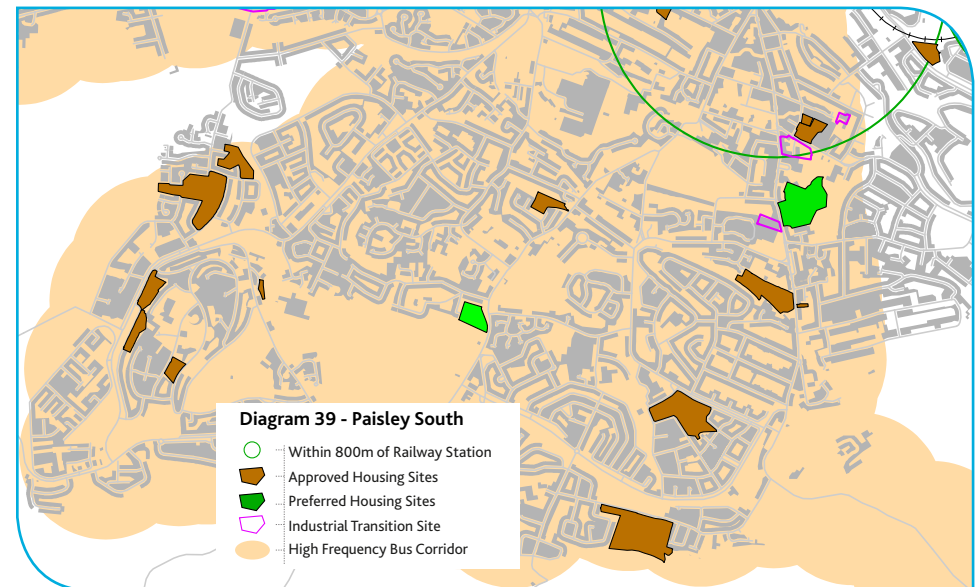 Diagram 39 - Paisley South
Within 800m of Railway Station
Approved Housing Sites
Preferred Housing Sites
Industrial Transition Site
High Frequency Bus Corridor